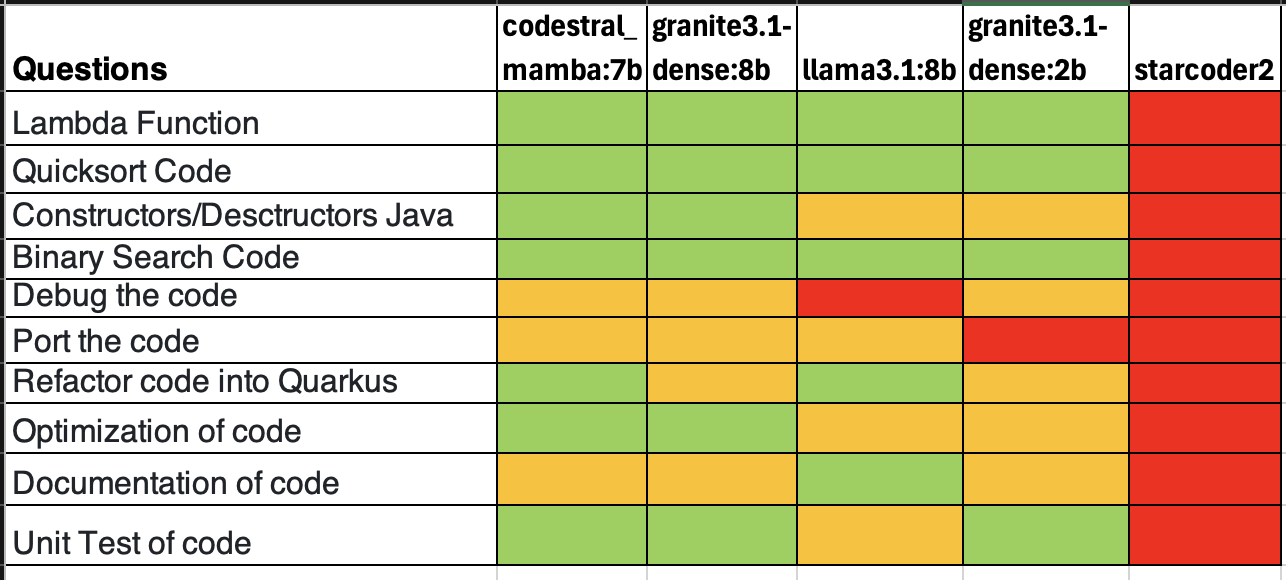 Questions
codestral_
mamba:7b
granite3.1-
dense:8b
llama3.1:8b
granite3.1-
dense:2b
starcoder2
Lambda Function
Quicksort Code
Constructors/Desctructors Java
Binary Search Code
Debug the code
Port the code
Refactor code into Quarkus
Optimization of code
Documentation of code
Unit Test of code